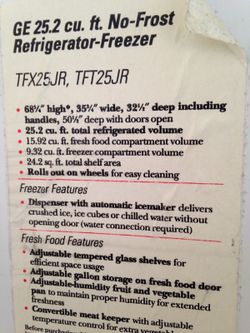 GE 25.2 cu. ft. No-Frost
Refrigerator-Freezer
TFX25JR, TFT25JR
• 68¼" high*, 35¾" wide, 32½" deep including
handles, 50½" deep with doors open
• 25.2 cu. ft. total refrigerated volume
• 15.92 cu. ft. fresh food compartment volume
• 9.32 cu. ft. freezer compartment volume
• 24.2 sq. ft. total shelf area
• Rolls out on wheels for easy cleaning
Freezer Features
• Dispenser with automatic icemaker delivers
crushed ice, ice cubes or chilled water without
opening door (water connection required)
Fresh Food Features
• Adjustable tempered glass shelves for
efficient space usage
• Adjustable gallon storage on fresh food door
• Adjustable-humidity fruit and vegetable
pan to maintain proper humidity for extended
freshness
• Convertible meat keeper with adjustable
temperature control for extra
Before